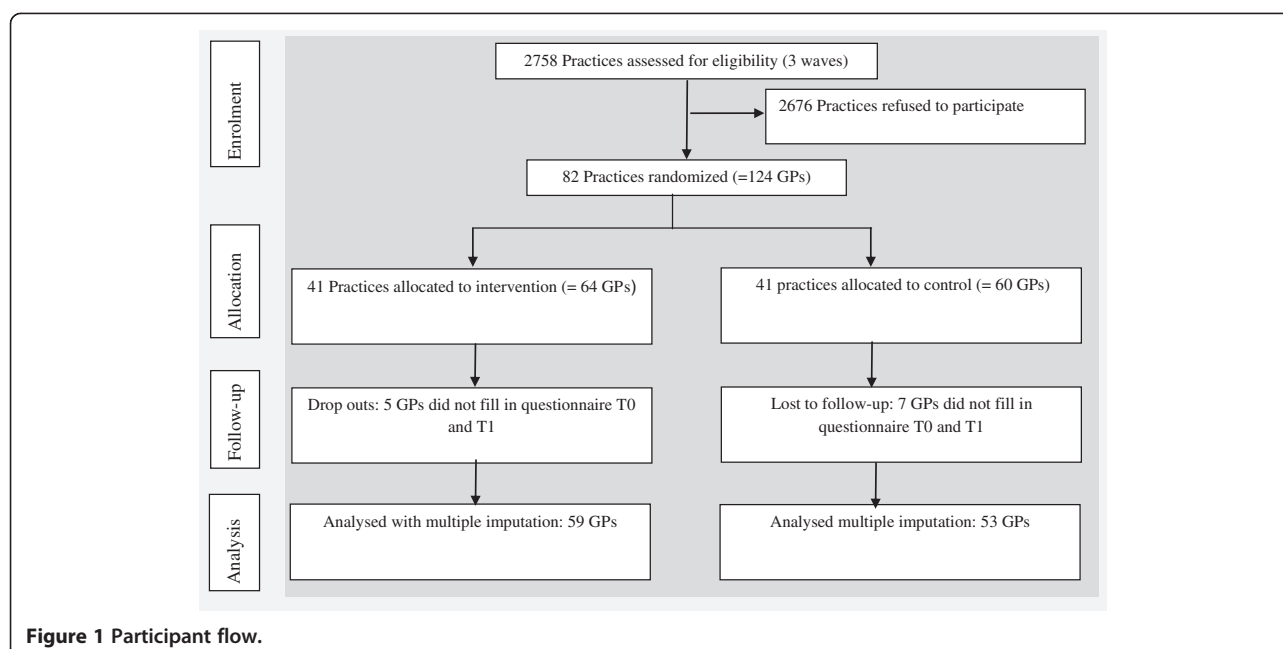 Enrolment
2758 Practices assessed for eligibility (3 waves)
2676 Practices refused to participate
82 Practices randomized (=124 GPs)
Allocation
41 Practices allocated to intervention (= 64 GPs)
41 practices allocated to control (= 60 GPs)
Follow-up
Drop outs: 5 GPs did not fill in questionnaire T0
and T1
Lost to follow-up: 7 GPs did not fill in
questionnaire T0 and T1
Analysis
Analysed with multiple imputation: 59 GPs
Analysed multiple imputation: 53 GPs
Figure 1 Participant flow.